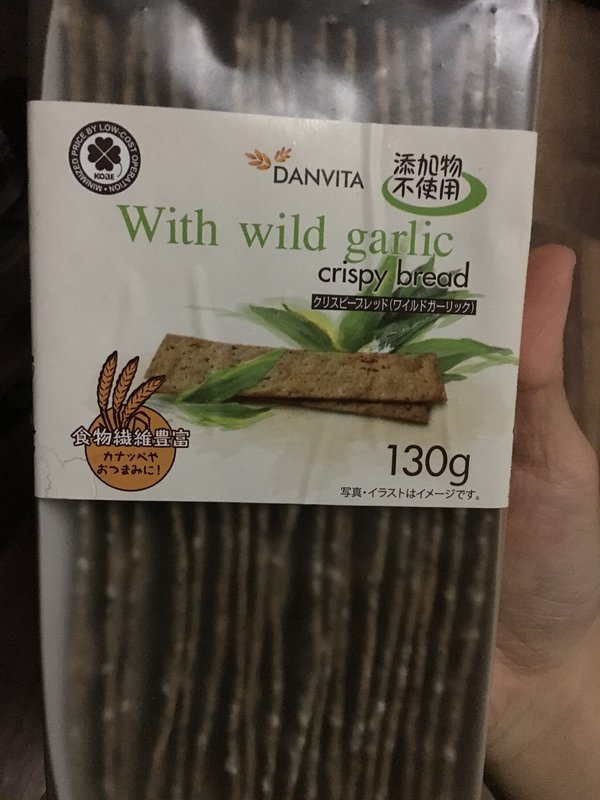 MINIMIZED PRICE BY LOW-COST OPERATION
KOBE
DANVITA
添加物
不使用
With wild garlic
crispy bread
クリスピーブレッド(ワイルドガーリック)
食物繊維豊富
カナッペや
おつまみに!
130g
写真・イラストはイメージです。